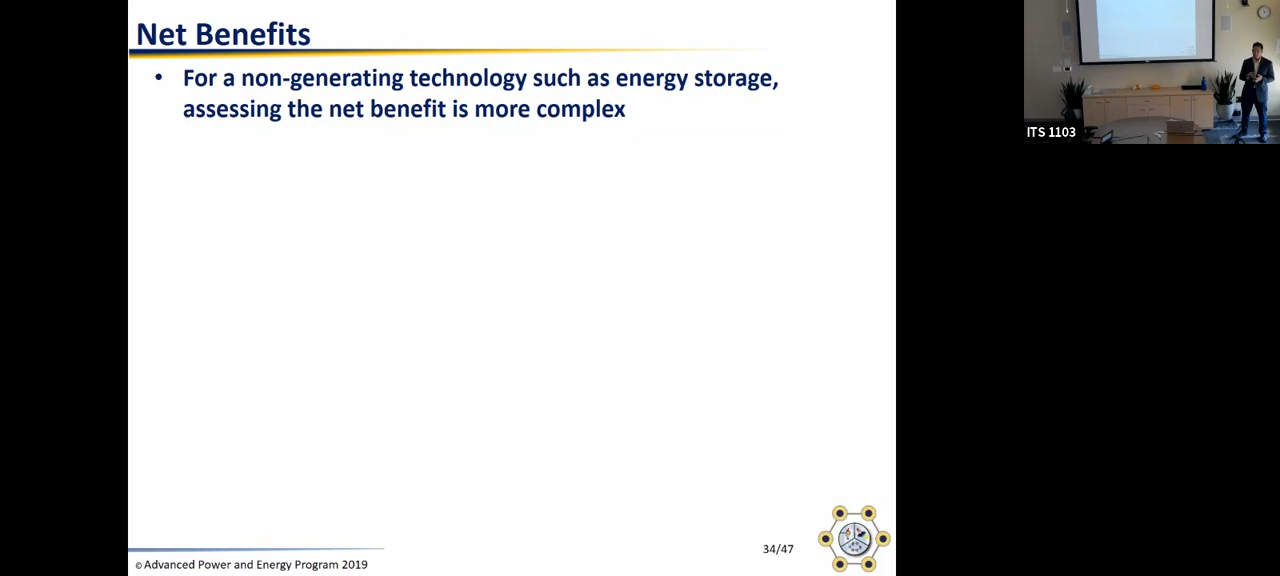 Net Benefits
• For a non-generating technology such as energy storage,
assessing the net benefit is more complex
ITS 1103
34/47
© Advanced Power and Energy Program 2019